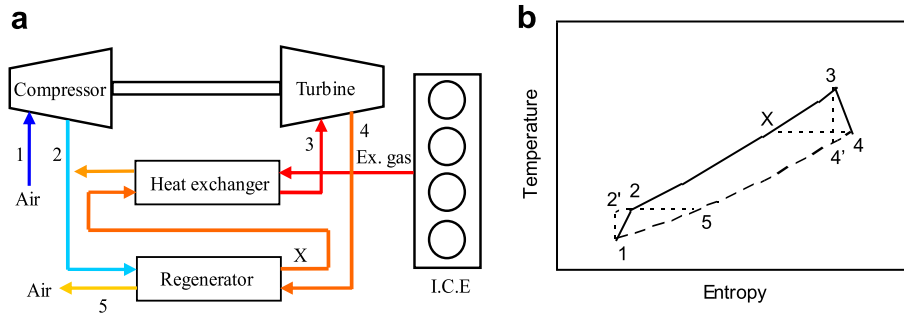 a
Compressor
Turbine
1
2
3
4
Ex. gas
Air
Heat exchanger
X
Regenerator
Air
5
I.C.E
b
Temperature
3
X
4'
4
2'
2
5
1
Entropy